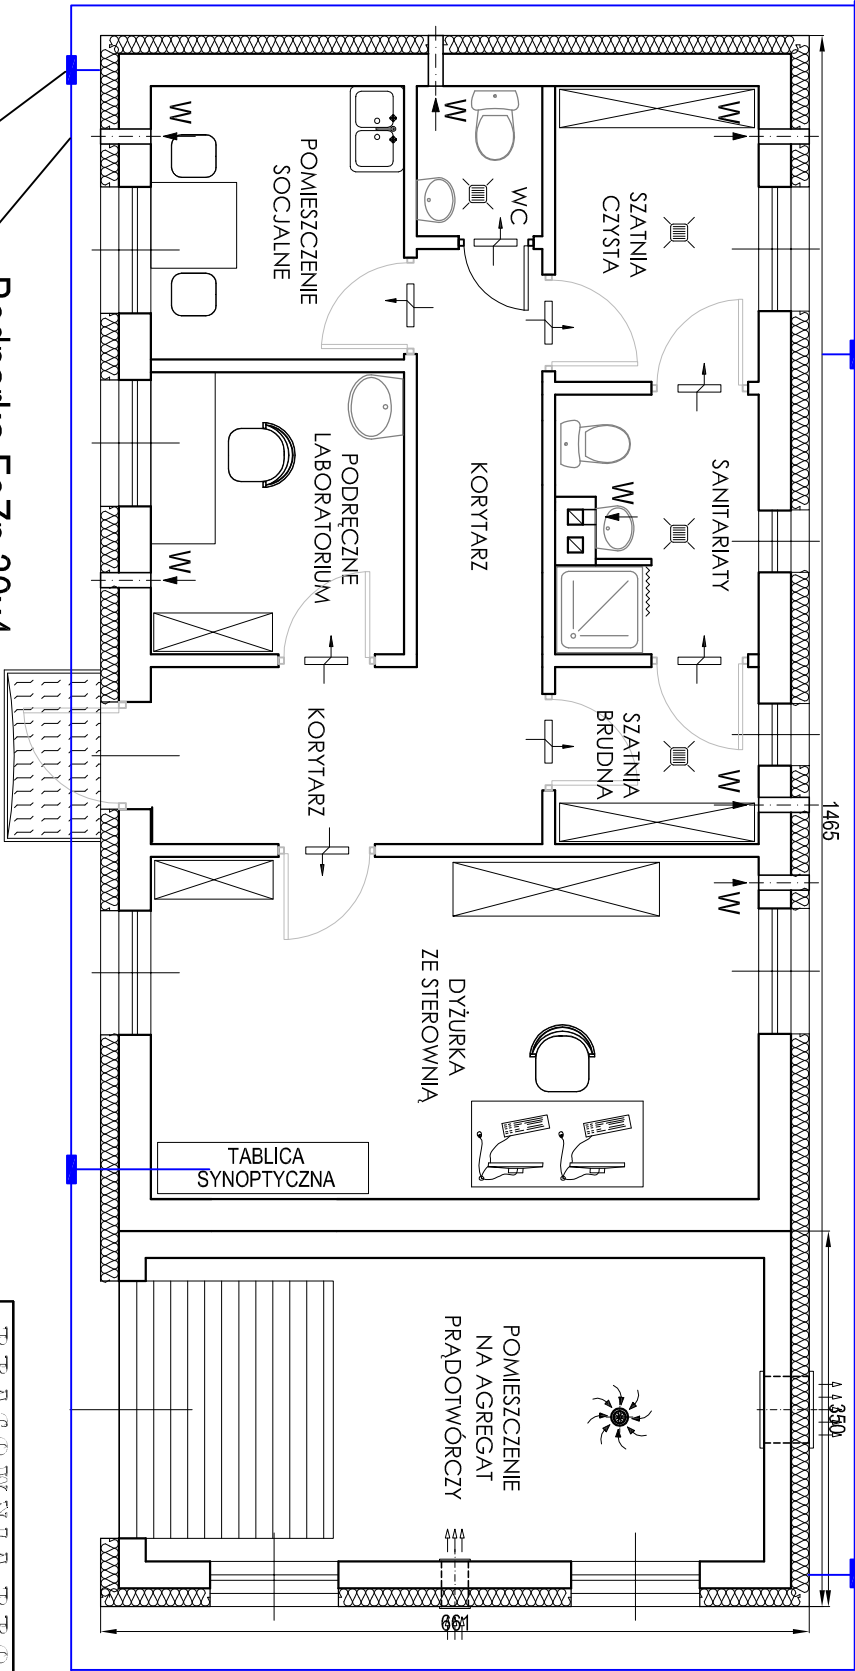 POMIESZCZENIE
SOCJALNE
W
W
WC
SZATNIA
CZYSTA
W
PODRĘCZNE
LABORATORIUM
W
KORYTARZ
SANITARIATY
W
KORYTARZ
SZATNIA
BRUDNA
W
W
1465
DYŻURKA
ZE STEROWNIĄ
TABLICA
SYNOPTYCZNA
POMIESZCZENIE
NA AGREGAT
PRĄDOTWÓRCZY
350
661